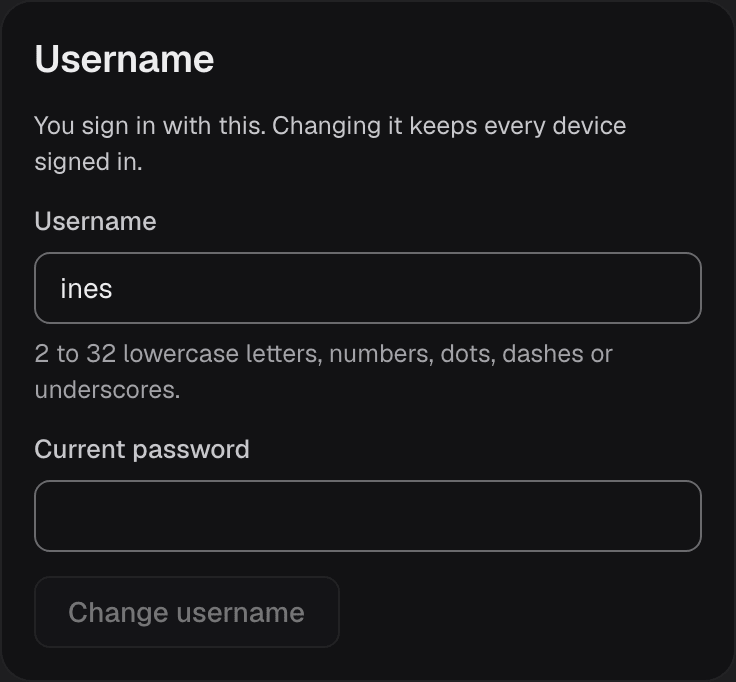 Username
You sign in with this. Changing it keeps every device
signed in.
Username
ines
2 to 32 lowercase letters, numbers, dots, dashes or
underscores.
Current password
Change username